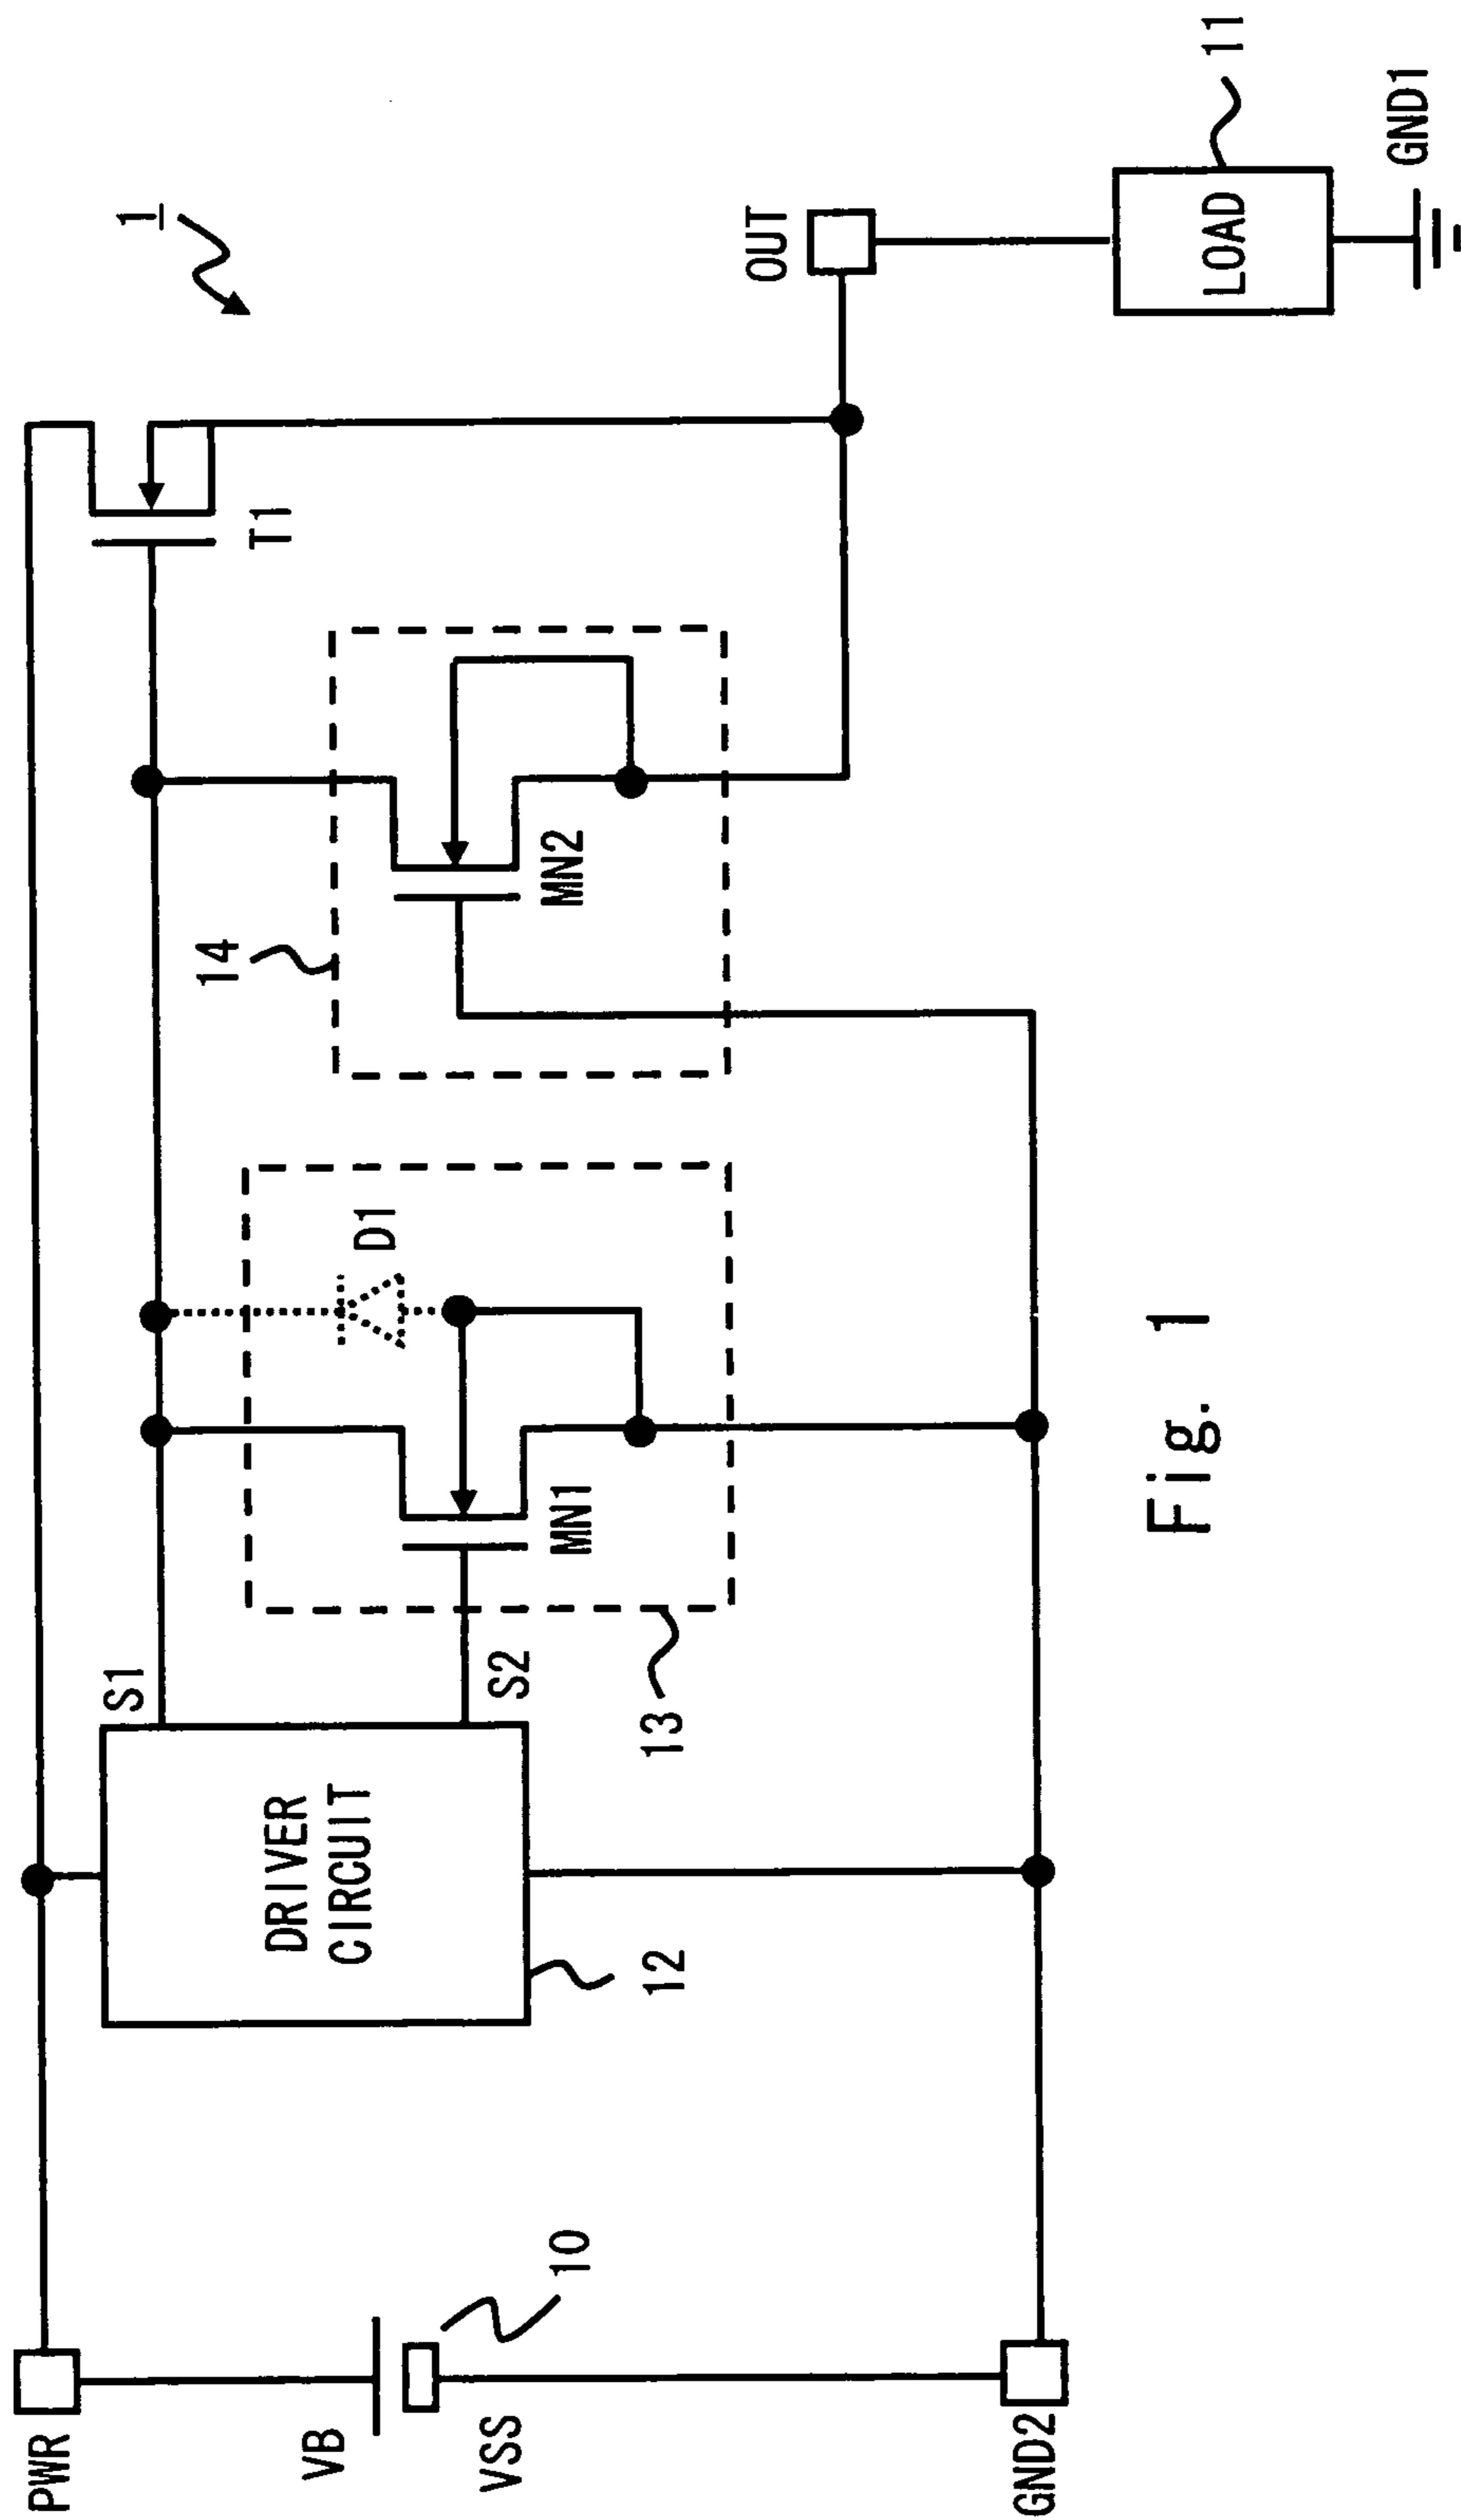 1
PWR
S1
T1
14
D1
DRIVER
CIRCUIT
VB
MN2
OUT
S2
MN1
10
VSS
12
13
GND2
LOAD
11
GND1
Fig. 1